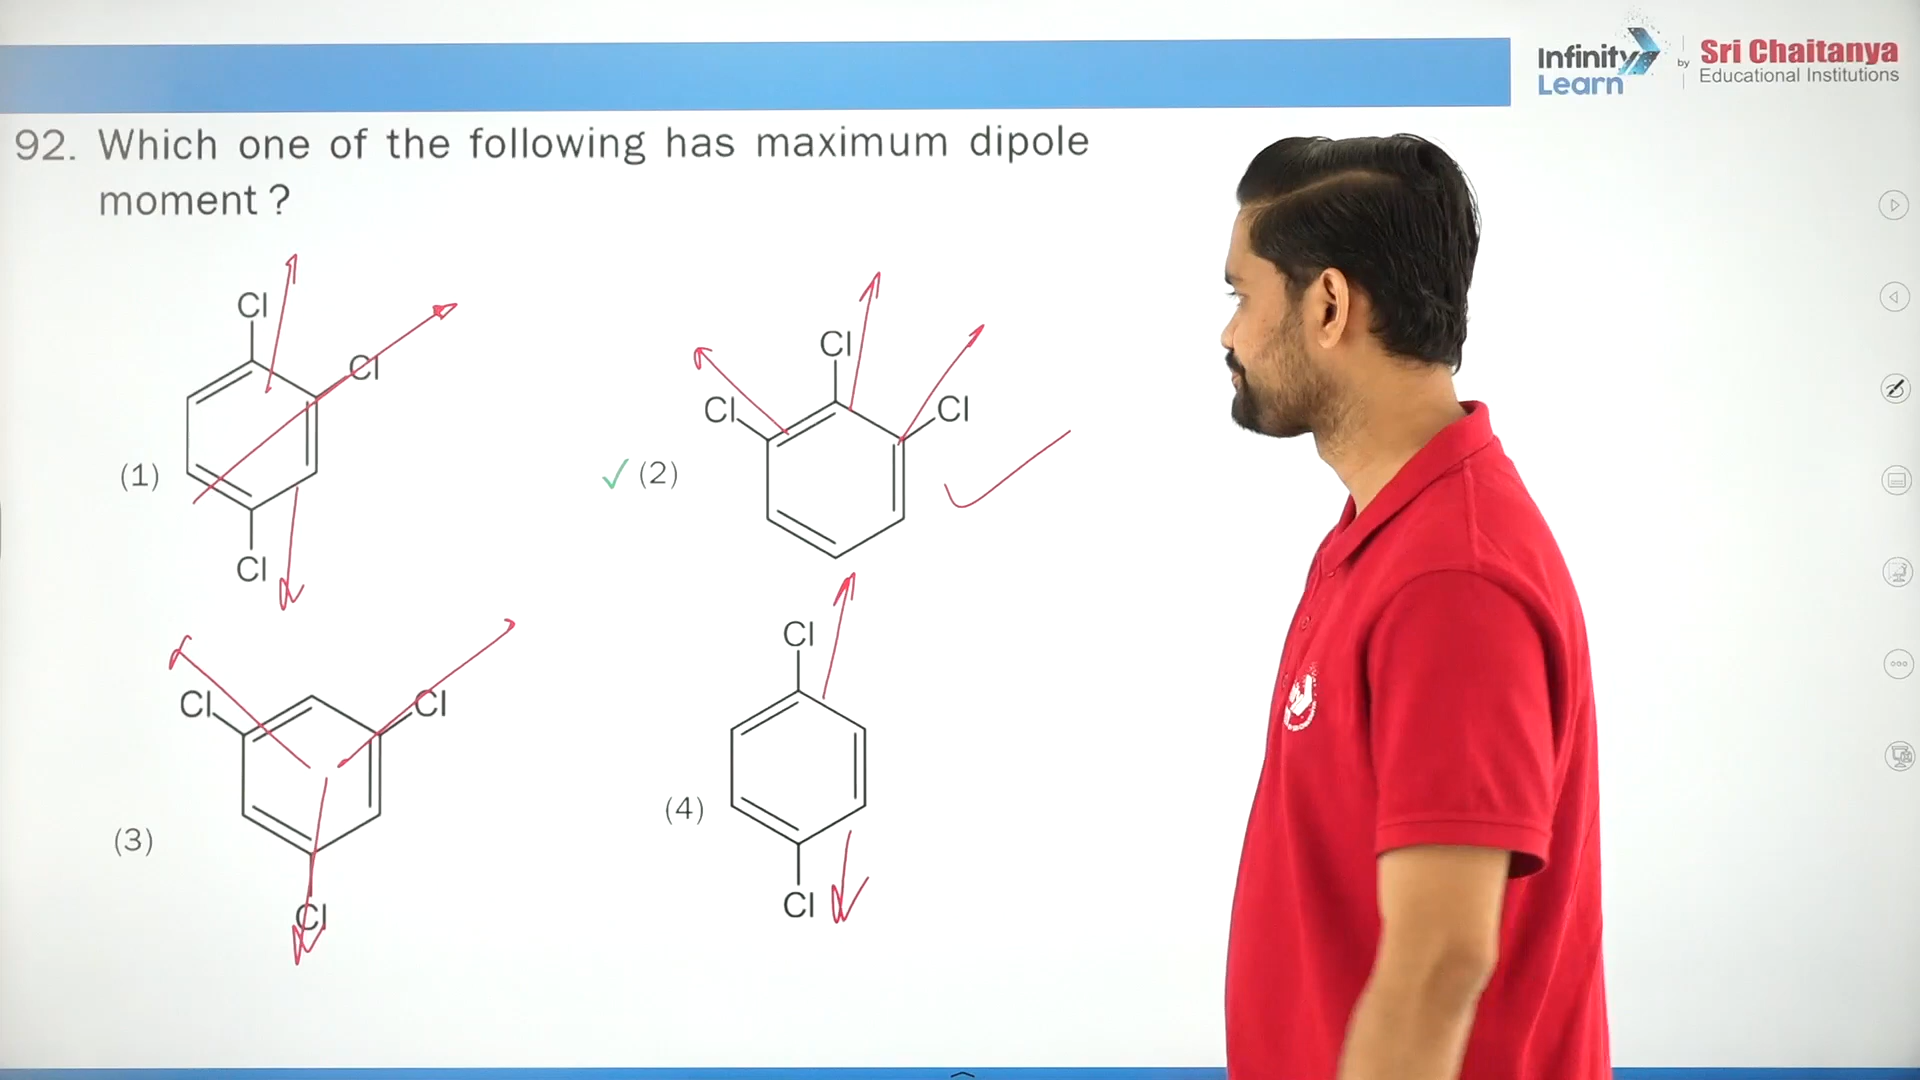 Infinity Learn by Sri Chaitanya
Educational Institutions
92. Which one of the following has maximum dipole
moment ?
Cl
Cl
(1)
Cl
Cl
Cl
Cl
✓ (2)
Cl
Cl
(3)
Cl
Cl
(4)
Cl